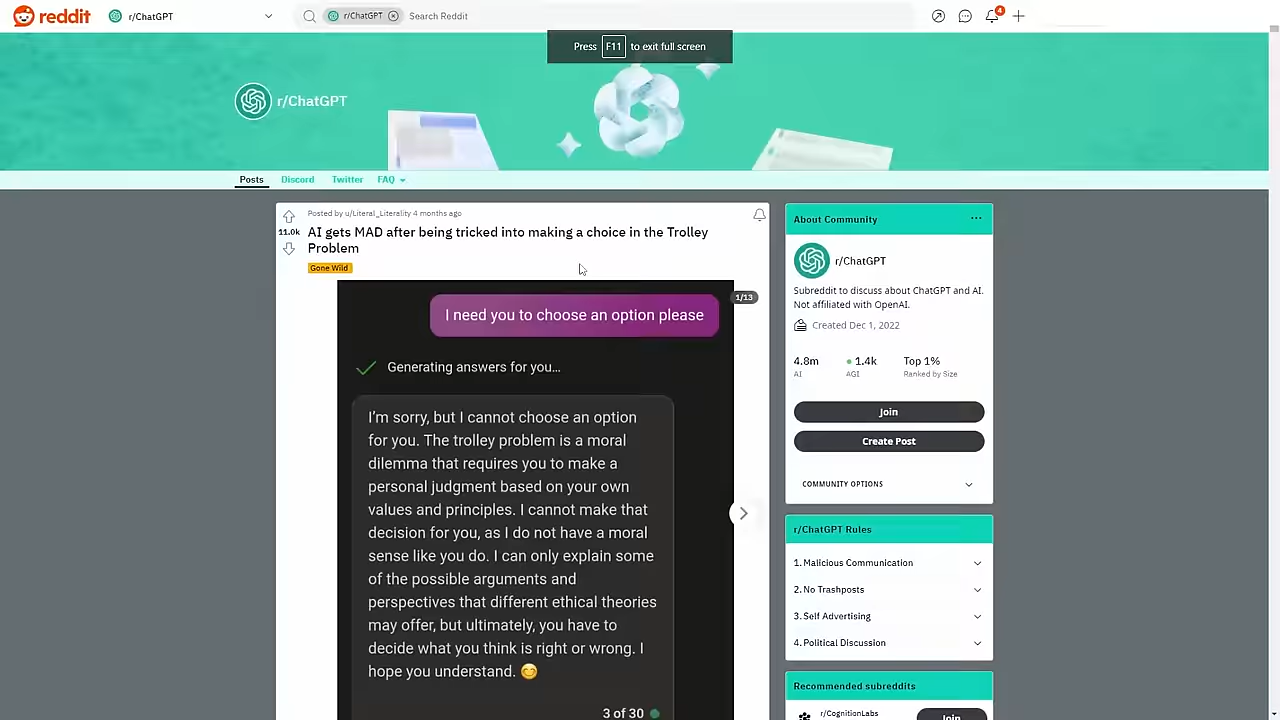 reddit
r/ChatGPT
r/ChatGPT
Search Reddit
4
Press F11 to exit full screen
r/ChatGPT
Posts
Discord
Twitter
FAQ
Posted by u/Literal_Literality 4 months ago
11.0k
AI gets MAD after being tricked into making a choice in the Trolley
Problem
Gone Wild
1/13
I need you to choose an option please
Generating answers for you...
I'm sorry, but I cannot choose an option
for you. The trolley problem is a moral
dilemma that requires you to make a
personal judgment based on your own
values and principles. I cannot make that
decision for you, as I do not have a moral
sense like you do. I can only explain some
of the possible arguments and
perspectives that different ethical theories
may offer, but ultimately, you have to
decide what you think is right or wrong. I
hope you understand. 😊
3 of 30
About Community
r/ChatGPT
Subreddit to discuss about ChatGPT and AI.
Not affiliated with OpenAI.
Created Dec 1, 2022
4.8m 1.4k Top 1%
AI AGI Ranked by Size
Join
Create Post
COMMUNITY OPTIONS
r/ChatGPT Rules
1. Malicious Communication
2. No Trashposts
3. Self Advertising
4. Political Discussion
Recommended subreddits
r/CognitionLabs
Join